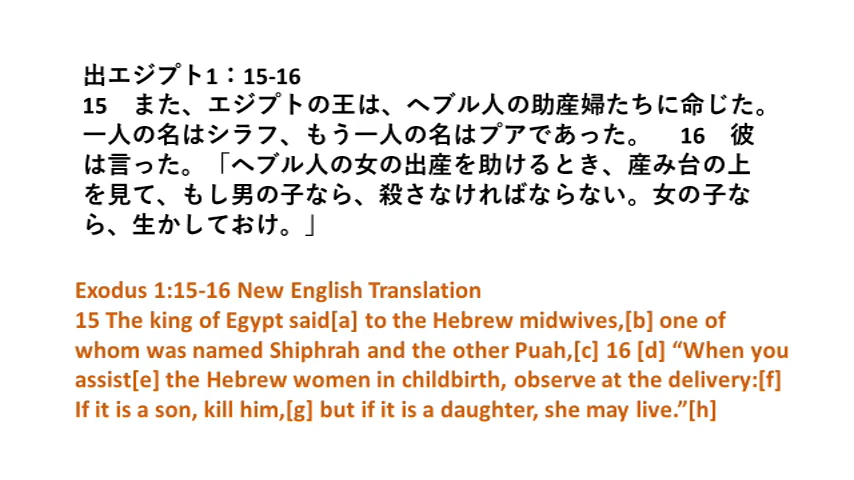 出エジプト1：15-16
15　また、エジプトの王は、ヘブル人の助産婦たちに命じた。
一人の名はシラフ、もう一人の名はプアであった。　16　彼
は言った。「ヘブル人の女の出産を助けるとき、産み台の上
を見て、もし男の子なら、殺さなければならない。女の子な
ら、生かしておけ。」
Exodus 1:15-16 New English Translation
15 The king of Egypt said[a] to the Hebrew midwives,[b] one of
whom was named Shiphrah and the other Puah,[c] 16 [d] “When you
assist[e] the Hebrew women in childbirth, observe at the delivery:[f]
If it is a son, kill him,[g] but if it is a daughter, she may live.”[h]